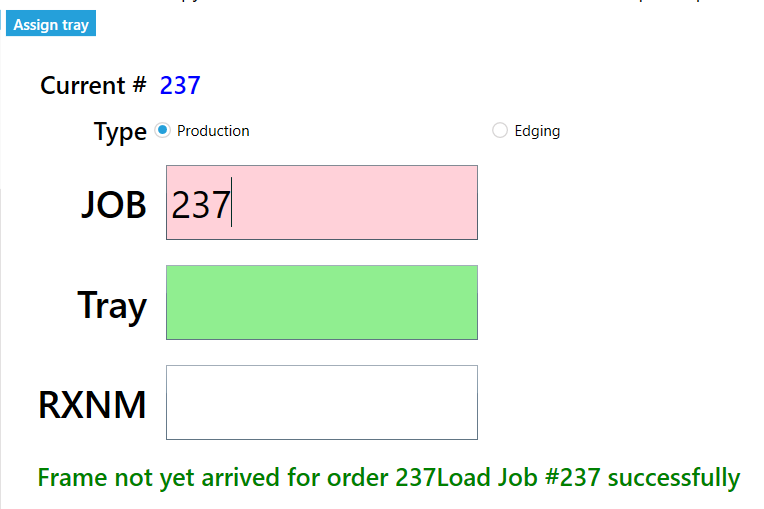 Assign tray
Current # 237
Type Production Edging
JOB 237
Tray
RXNM
Frame not yet arrived for order 237Load Job #237 successfully